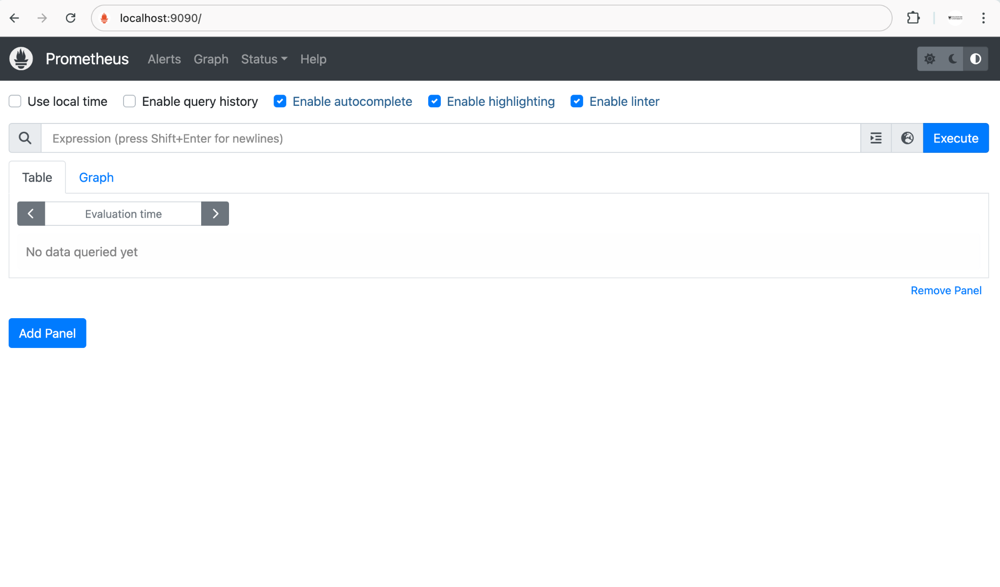 localhost:9090/
Prometheus Alerts Graph Status Help
Use local time Enable query history Enable autocomplete Enable highlighting Enable linter
Expression (press Shift+Enter for newlines) Execute
Table Graph
Evaluation time
No data queried yet
Remove Panel
Add Panel